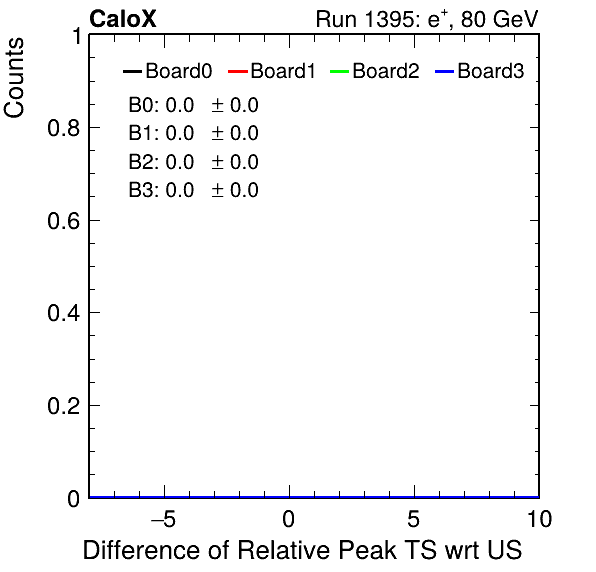 CaloX Run 1395: e⁺, 80 GeV
Counts
Board0 Board1 Board2 Board3
B0: 0.0 ± 0.0
B1: 0.0 ± 0.0
B2: 0.0 ± 0.0
B3: 0.0 ± 0.0
1
0.8
0.6
0.4
0.2
0
−5 0 5 10
Difference of Relative Peak TS wrt US